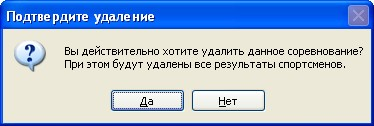 Подтвердите удаление
Вы действительно хотите удалить данное соревнование?
При этом будут удалены все результаты спортсменов.
Да
Нет